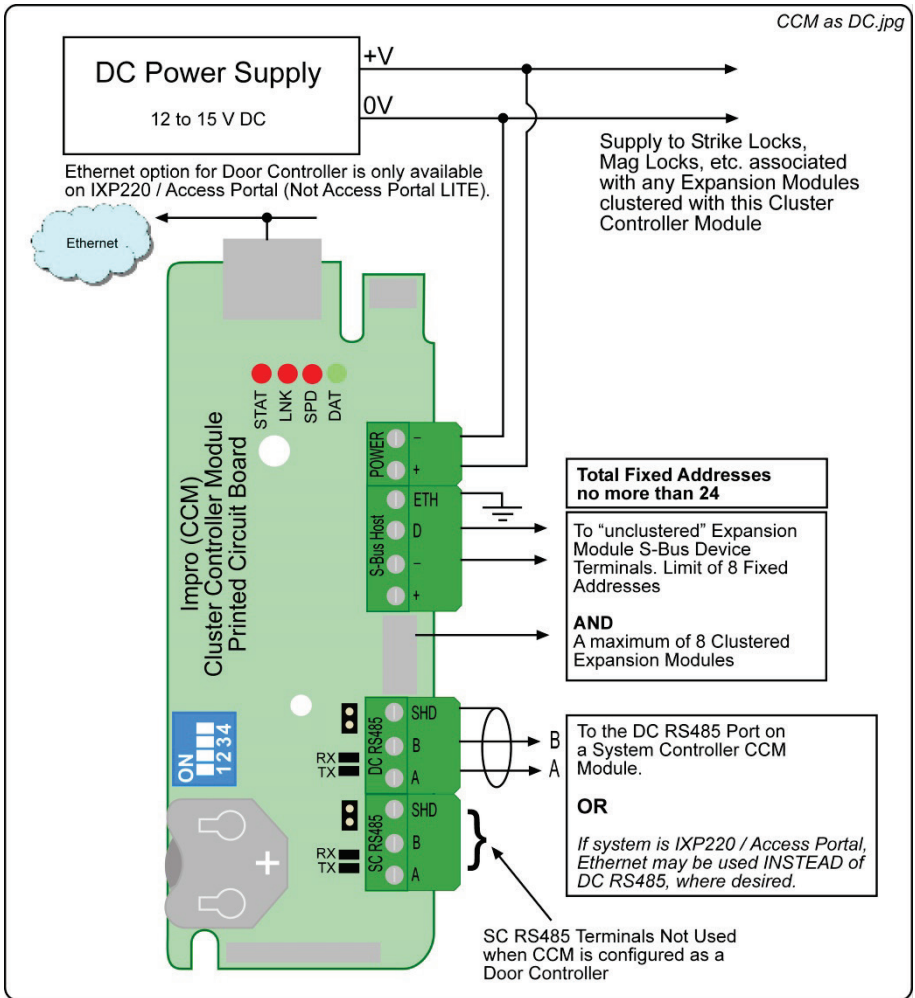 CCM as DC.jpg
DC Power Supply
12 to 15 V DC
+V
0V
Ethernet option for Door Controller is only available
on IXP220 / Access Portal (Not Access Portal LITE).
Supply to Strike Locks,
Mag Locks, etc. associated
with any Expansion Modules
clustered with this Cluster
Controller Module
Ethernet
STAT
LNK
SPD
DAT
Impro (CCM)
Cluster Controller Module
Printed Circuit Board
POWER
–
+
S-Bus Host
ETH
D
–
+
Total Fixed Addresses
no more than 24
To “unclustered” Expansion
Module S-Bus Device
Terminals. Limit of 8 Fixed
Addresses
AND
A maximum of 8 Clustered
Expansion Modules
ON
1 2 3 4
RX
TX
DC RS485
SHD
B
A
B
A
To the DC RS485 Port on
a System Controller CCM
Module.
OR
If system is IXP220 / Access Portal,
Ethernet may be used INSTEAD of
DC RS485, where desired.
RX
TX
SC RS485
SHD
B
A
+
SC RS485 Terminals Not Used
when CCM is configured as a
Door Controller